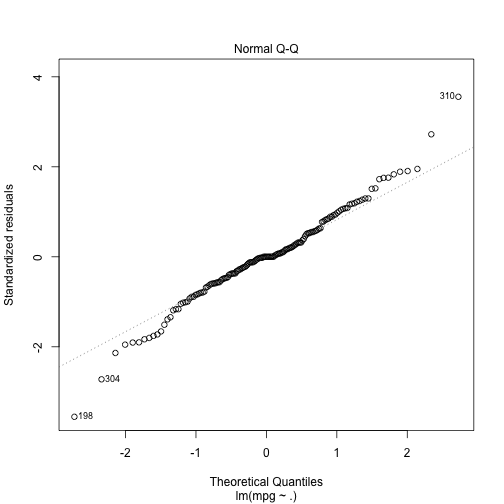 Normal Q-Q
4
310
2
0
-2
304
198
Standardized residuals
-2 -1 0 1 2
Theoretical Quantiles
lm(mpg ~ .)